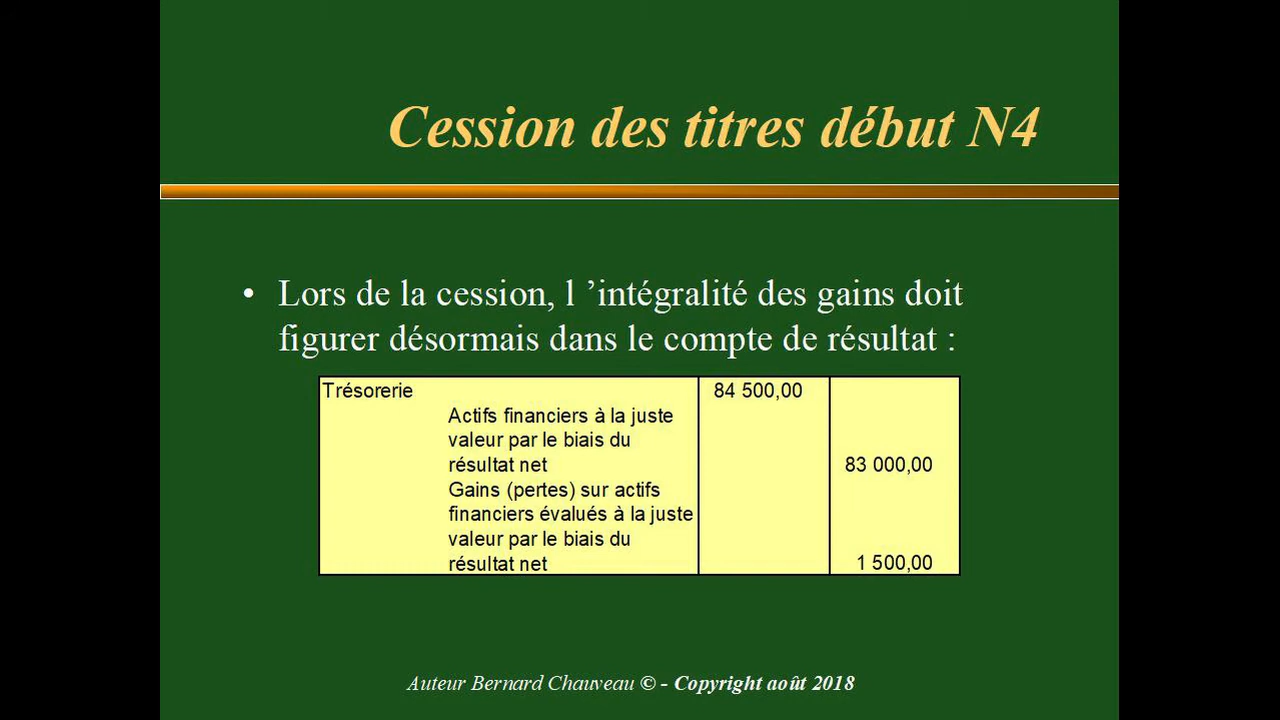 Cession des titres début N4
• Lors de la cession, l ’intégralité des gains doit
figurer désormais dans le compte de résultat :
Trésorerie 84 500,00
Actifs financiers à la juste
valeur par le biais du
résultat net 83 000,00
Gains (pertes) sur actifs
financiers évalués à la juste
valeur par le biais du
résultat net 1 500,00
Auteur Bernard Chauveau © - Copyright août 2018